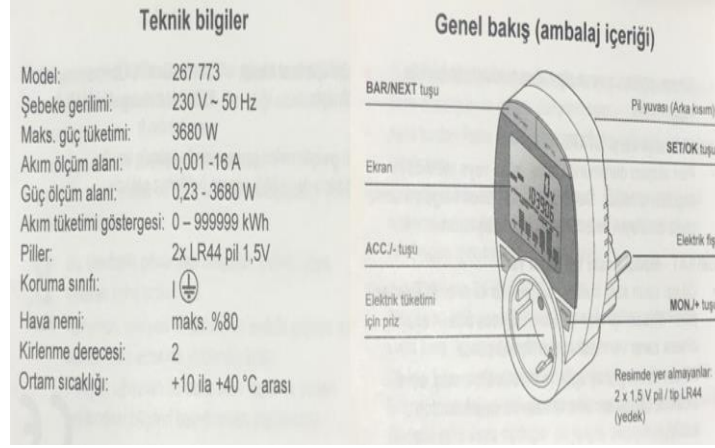 Teknik bilgiler
Model: 267 773
Şebeke gerilimi: 230 V ~ 50 Hz
Maks. güç tüketimi: 3680 W
Akım ölçüm alanı: 0,001 -16 A
Güç ölçüm alanı: 0,23 - 3680 W
Akım tüketimi göstergesi: 0 – 999999 kWh
Piller: 2x LR44 pil 1,5V
Koruma sınıfı: I
Hava nemi: maks. %80
Kirlenme derecesi: 2
Ortam sıcaklığı: +10 ila +40 °C arası
Genel bakış (ambalaj içeriği)
BAR/NEXT tuşu
Pil yuvası (Arka kısım)
SET/OK tuşu
Ekran
Elektrik fişi
ACC./- tuşu
MON./+ tuşu
Elektrik tüketimi
için priz
Resimde yer almayanlar:
2 x 1,5 V pil / tip LR44
(yedek)